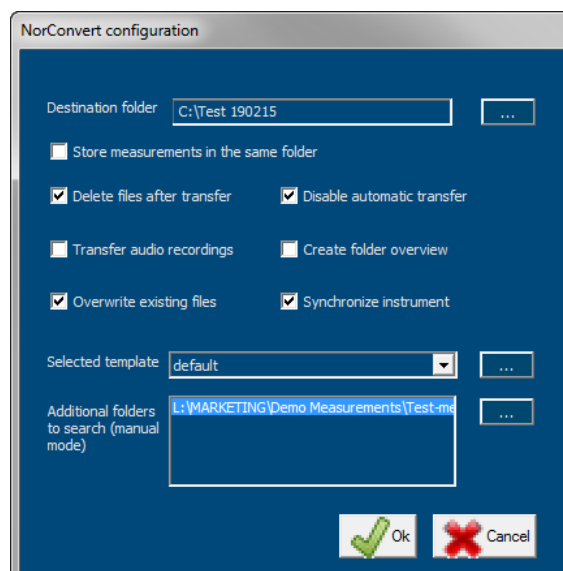 NorConvert configuration
Destination folder
C:\Test 190215
...
Store measurements in the same folder
Delete files after transfer
Disable automatic transfer
Transfer audio recordings
Create folder overview
Overwrite existing files
Synchronize instrument
Selected template
default
...
Additional folders
to search (manual
mode)
L:\MARKETING\Demo Measurements\Test-me
...
Ok
Cancel